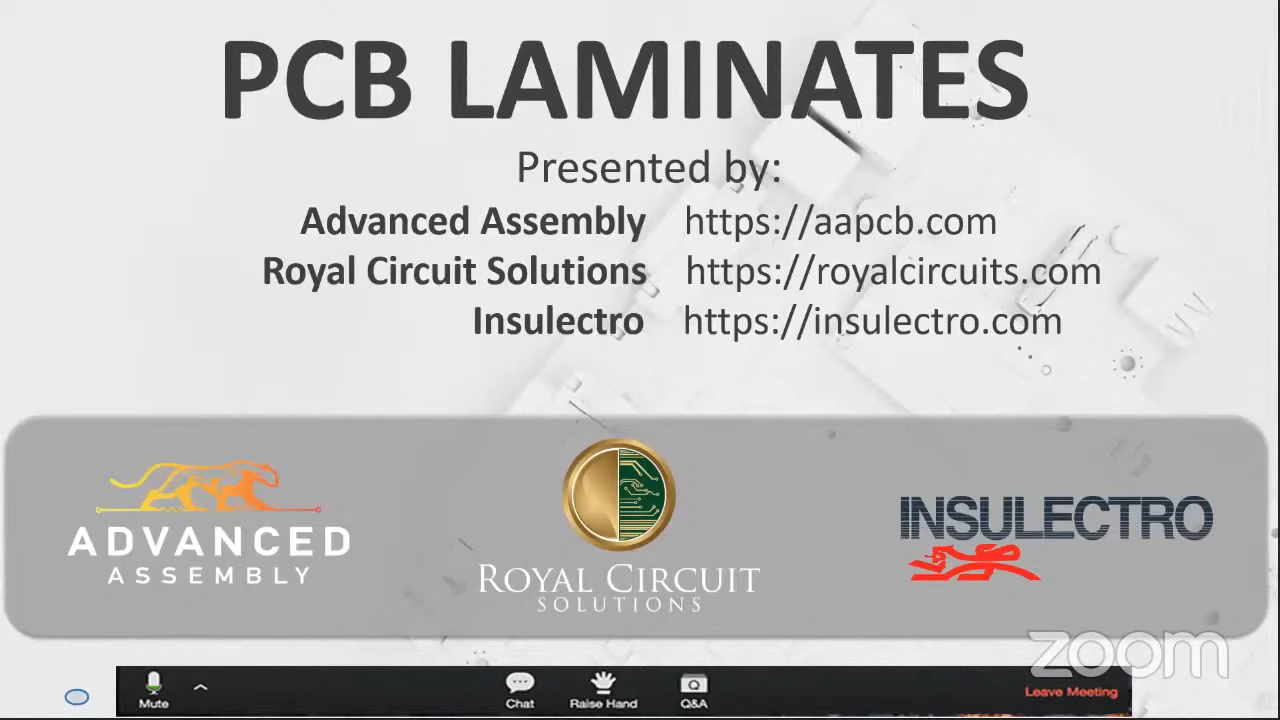 PCB LAMINATES
Presented by:
Advanced Assembly https://aapcb.com
Royal Circuit Solutions https://royalcircuits.com
Insulectro https://insulectro.com
ADVANCED
ASSEMBLY
ROYAL CIRCUIT
SOLUTIONS
INSULECTRO
zoom
Mute
Chat
Raise Hand
Q&A
Leave Meeting